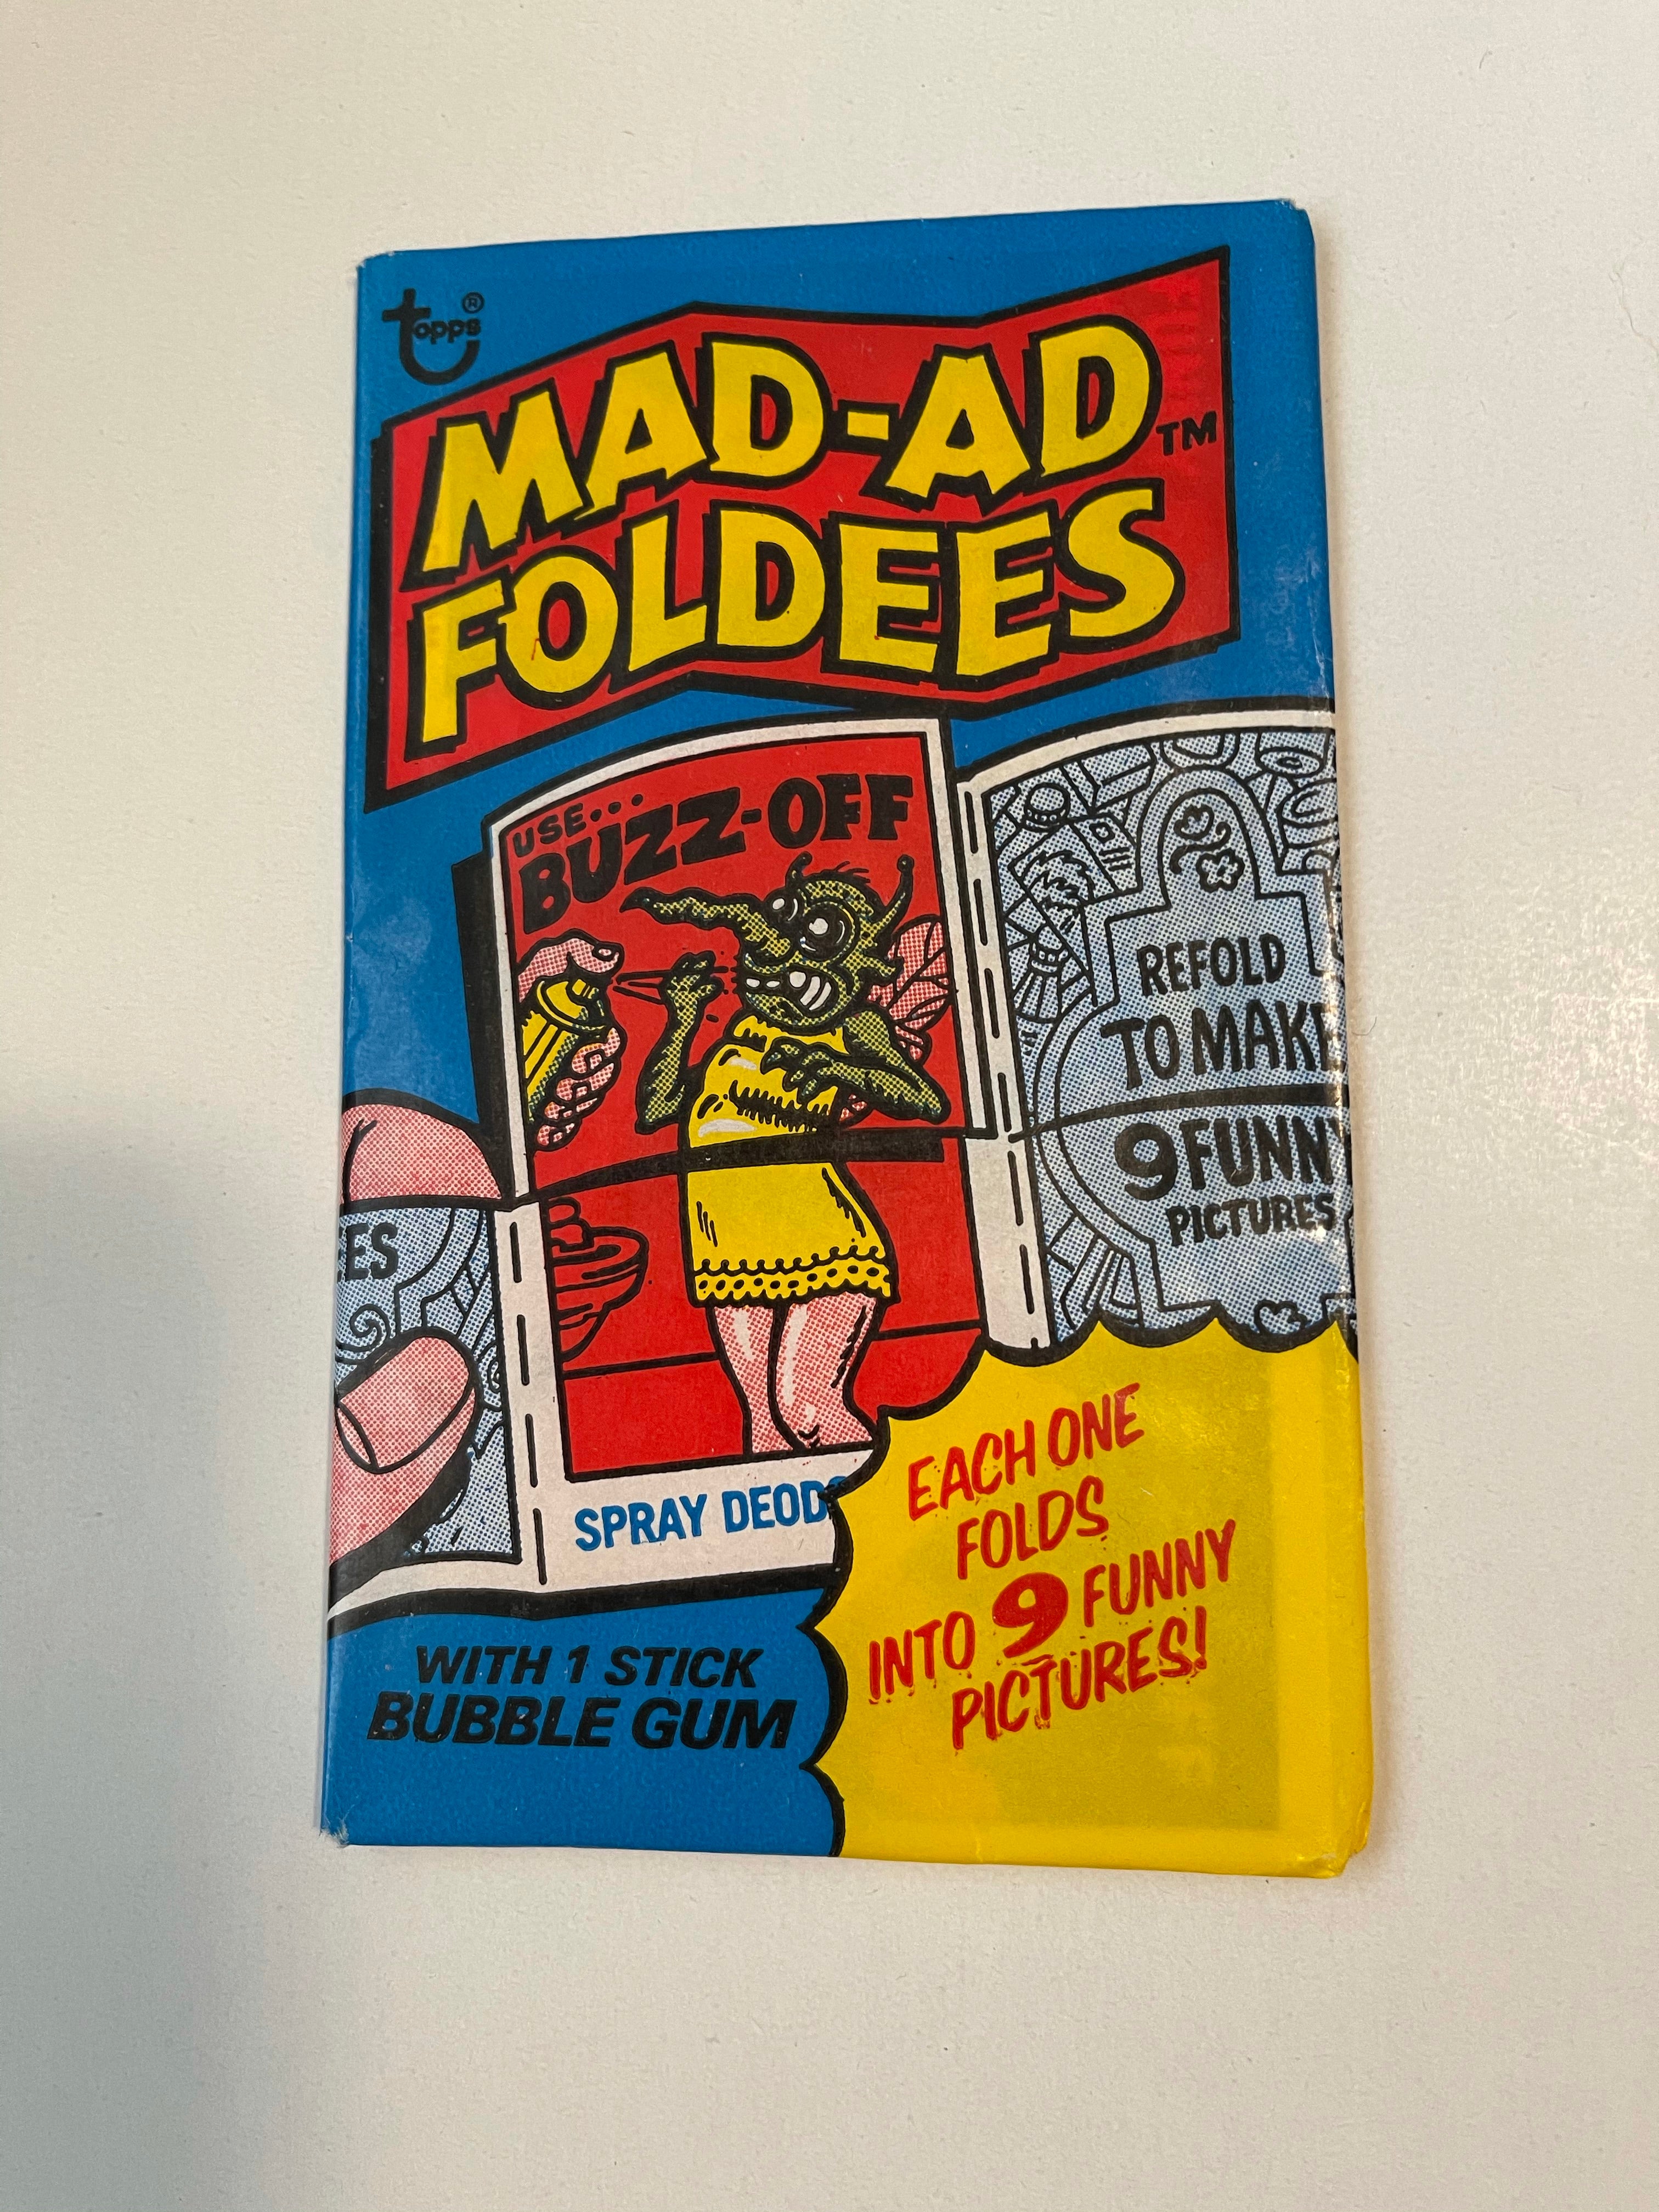 topps®
MAD-AD™
FOLDEES
USE...
BUZZ-OFF
REFOLD
TO MAKE
9 FUNNY
PICTURES
ES
SPRAY DEOD
EACH ONE
FOLDS
INTO 9 FUNNY
PICTURES!
WITH 1 STICK
BUBBLE GUM